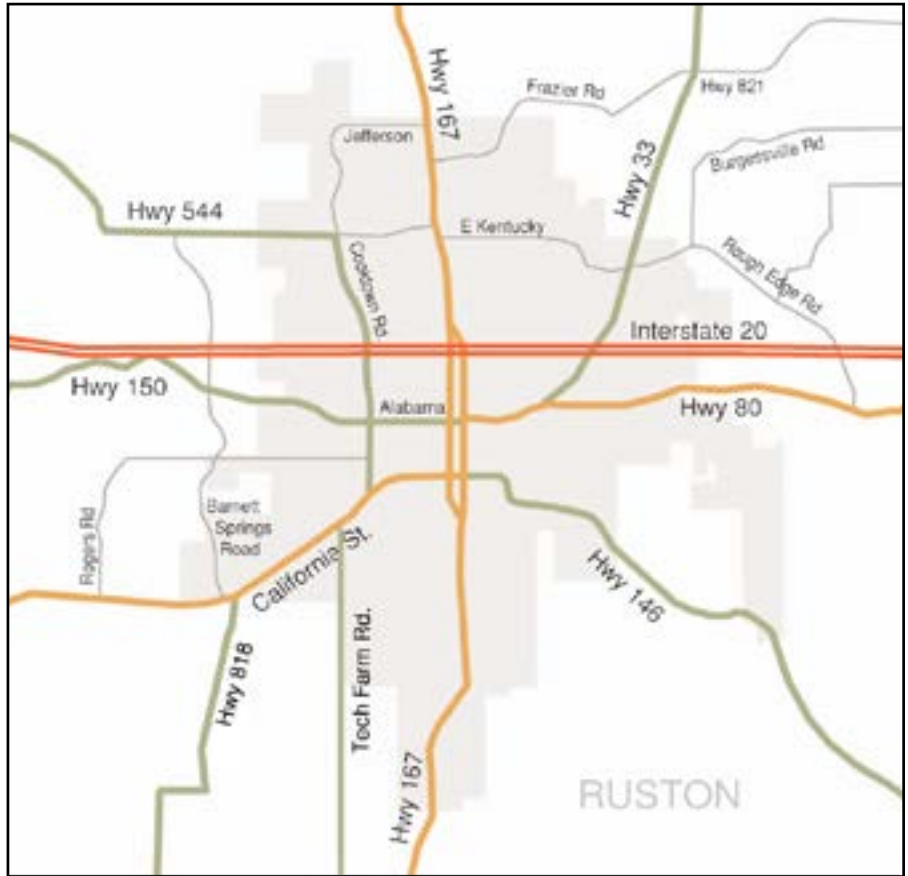 Hwy 167
Frazier Rd
Hwy 821
Jefferson
Hwy 33
Burgettsville Rd
Hwy 544
E Kentucky
Cooktown Rd.
Rough Edge Rd
Interstate 20
Hwy 150
Alabama
Hwy 80
Rogers Rd
Barnett
Springs
Road
California St.
Hwy 146
Hwy 818
Tech Farm Rd.
Hwy 167
RUSTON